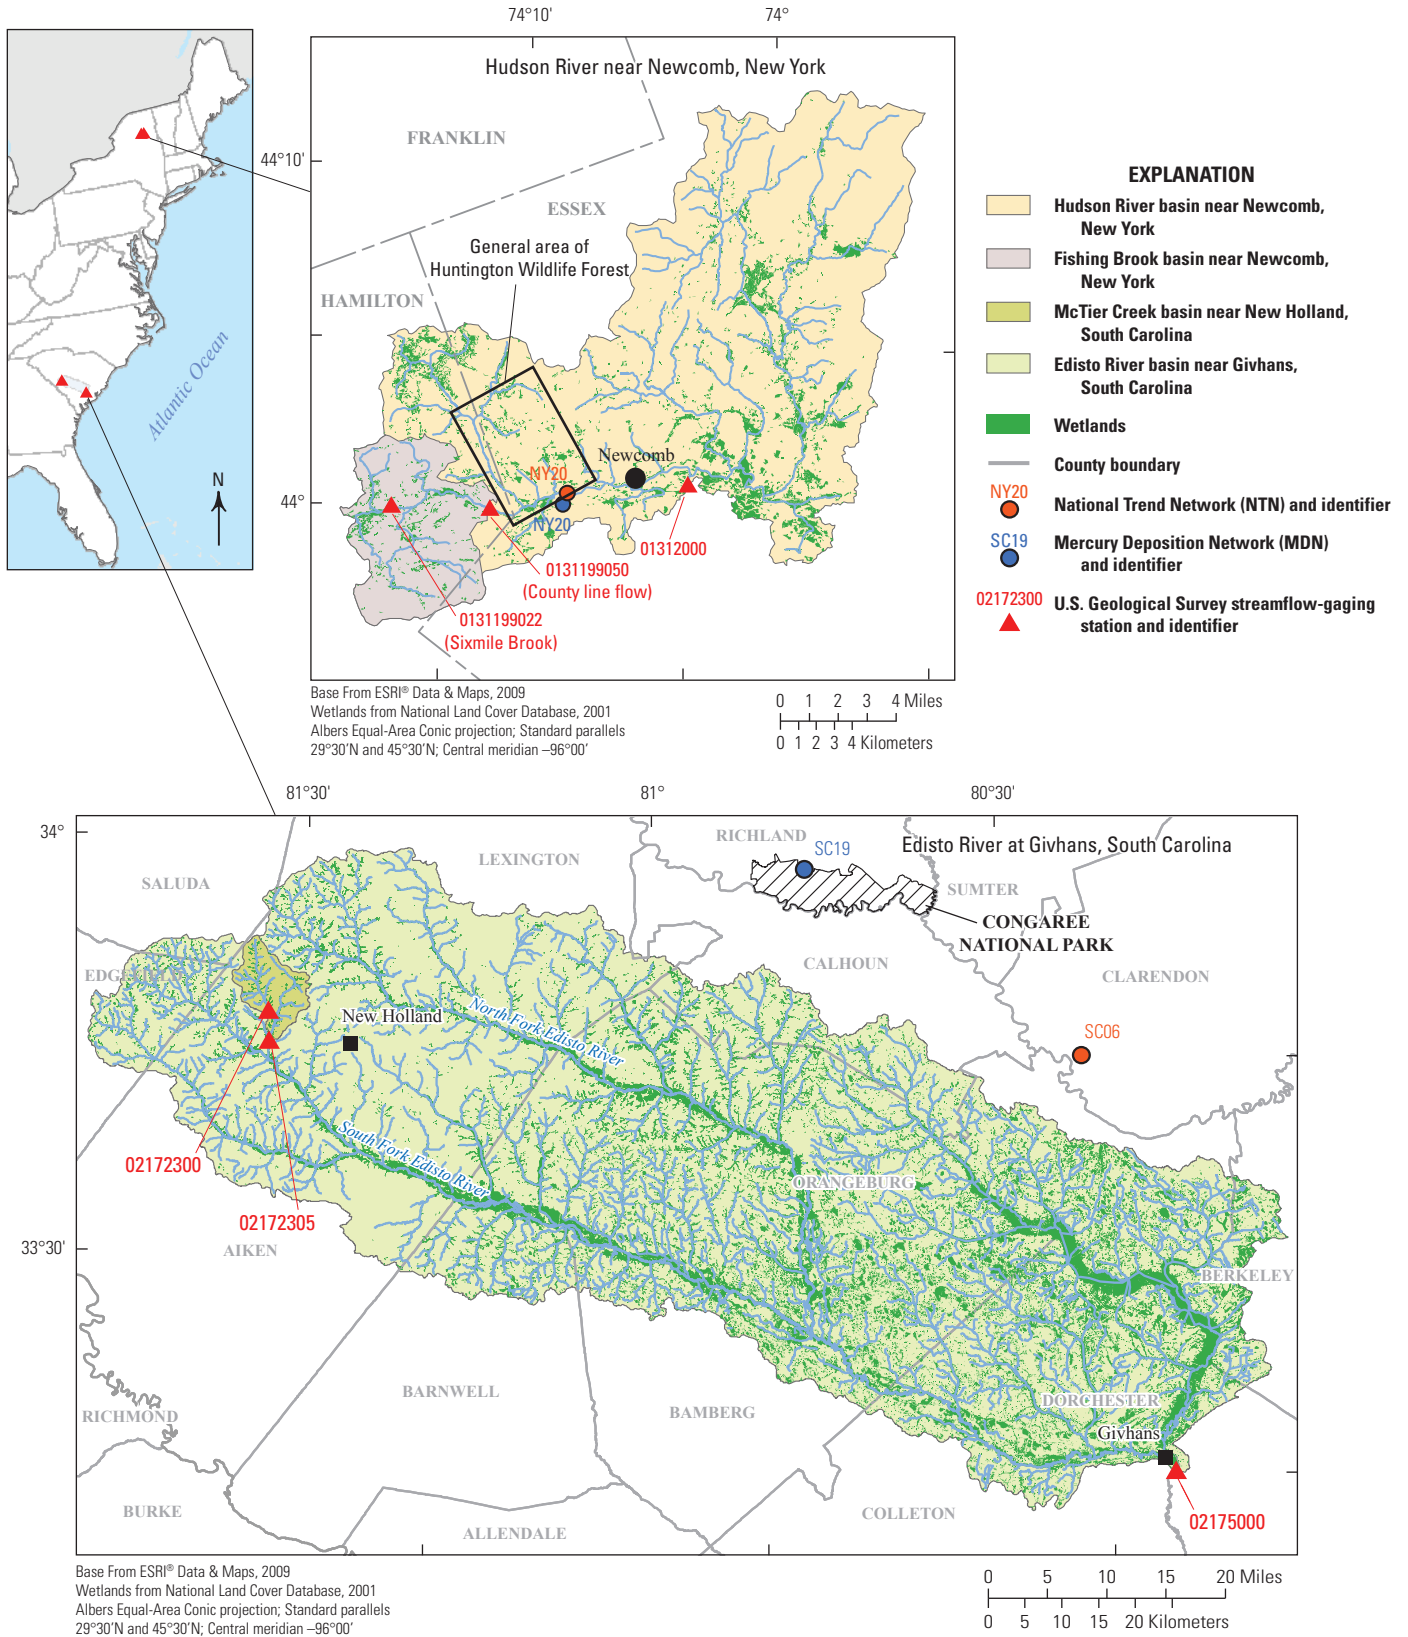 74°10'
74°
Hudson River near Newcomb, New York
FRANKLIN
44°10'
ESSEX
General area of
Huntington Wildlife Forest
HAMILTON
Atlantic Ocean
N
Newcomb
NY20
44°
NY20
01312000
0131199050
(County line flow)
0131199022
(Sixmile Brook)
Base From ESRI® Data & Maps, 2009
Wetlands from National Land Cover Database, 2001
Albers Equal-Area Conic projection; Standard parallels
29°30'N and 45°30'N; Central meridian –96°00'
0 1 2 3 4 Miles
0 1 2 3 4 Kilometers
EXPLANATION
Hudson River basin near Newcomb,
New York
Fishing Brook basin near Newcomb,
New York
McTier Creek basin near New Holland,
South Carolina
Edisto River basin near Givhans,
South Carolina
Wetlands
County boundary
NY20
National Trend Network (NTN) and identifier
SC19
Mercury Deposition Network (MDN)
and identifier
02172300
U.S. Geological Survey streamflow-gaging
station and identifier
81°30'
81°
80°30'
34°
RICHLAND
Edisto River at Givhans, South Carolina
SC19
LEXINGTON
SALUDA
SUMTER
CONGAREE
NATIONAL PARK
CALHOUN
EDGEFIELD
CLARENDON
New Holland
North Fork Edisto River
SC06
South Fork Edisto River
02172300
ORANGEBURG
02172305
AIKEN
33°30'
BERKELEY
BARNWELL
BAMBERG
DORCHESTER
RICHMOND
Givhans
BURKE
COLLETON
02175000
ALLENDALE
Base From ESRI® Data & Maps, 2009
Wetlands from National Land Cover Database, 2001
Albers Equal-Area Conic projection; Standard parallels
29°30'N and 45°30'N; Central meridian –96°00'
0 5 10 15 20 Miles
0 5 10 15 20 Kilometers